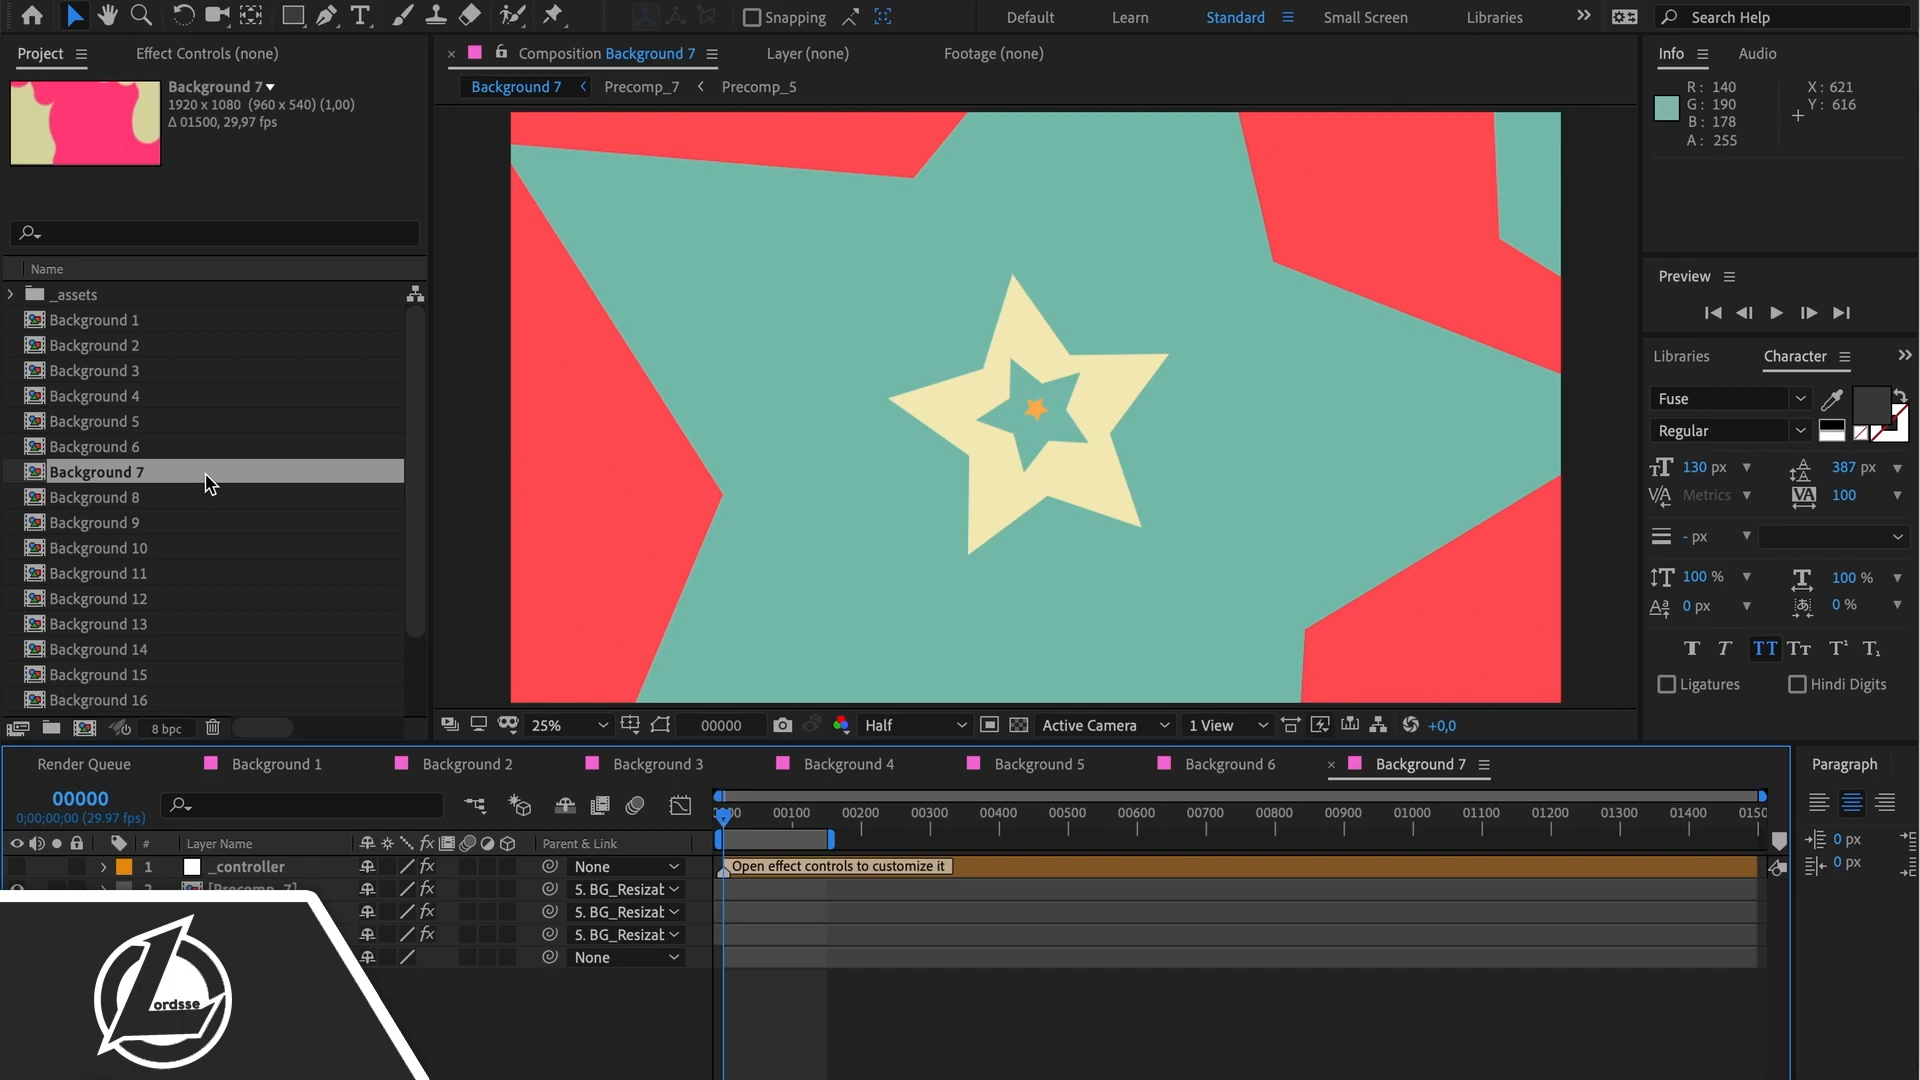 Snapping
Default
Learn
Standard
Small Screen
Libraries
Search Help
Project
Effect Controls (none)
Composition Background 7
Layer (none)
Footage (none)
Info
Audio
Background 7
1920 x 1080 (960 x 540) (1,00)
Δ 01500, 29,97 fps
Background 7
Precomp_7
Precomp_5
R: 140
G: 190
B: 178
A: 255
X: 621
Y: 616
Name
_assets
Background 1
Background 2
Background 3
Background 4
Background 5
Background 6
Background 7
Background 8
Background 9
Background 10
Background 11
Background 12
Background 13
Background 14
Background 15
Background 16
8 bpc
Preview
Libraries
Character
Fuse
Regular
130 px
387 px
Metrics
100
- px
100 %
100 %
0 px
0 %
Ligatures
Hindi Digits
25%
00000
Half
Active Camera
1 View
+0,0
Render Queue
Background 1
Background 2
Background 3
Background 4
Background 5
Background 6
Background 7
Paragraph
00000
0;00;00;00 (29.97 fps)
00100
00200
00300
00400
00500
00600
00700
00800
00900
01000
01100
01200
01300
01400
#
Layer Name
Parent & Link
1
_controller
None
Open effect controls to customize it
5. BG_Resizat
5. BG_Resizat
5. BG_Resizat
None
0 px
0 px
Lordsse